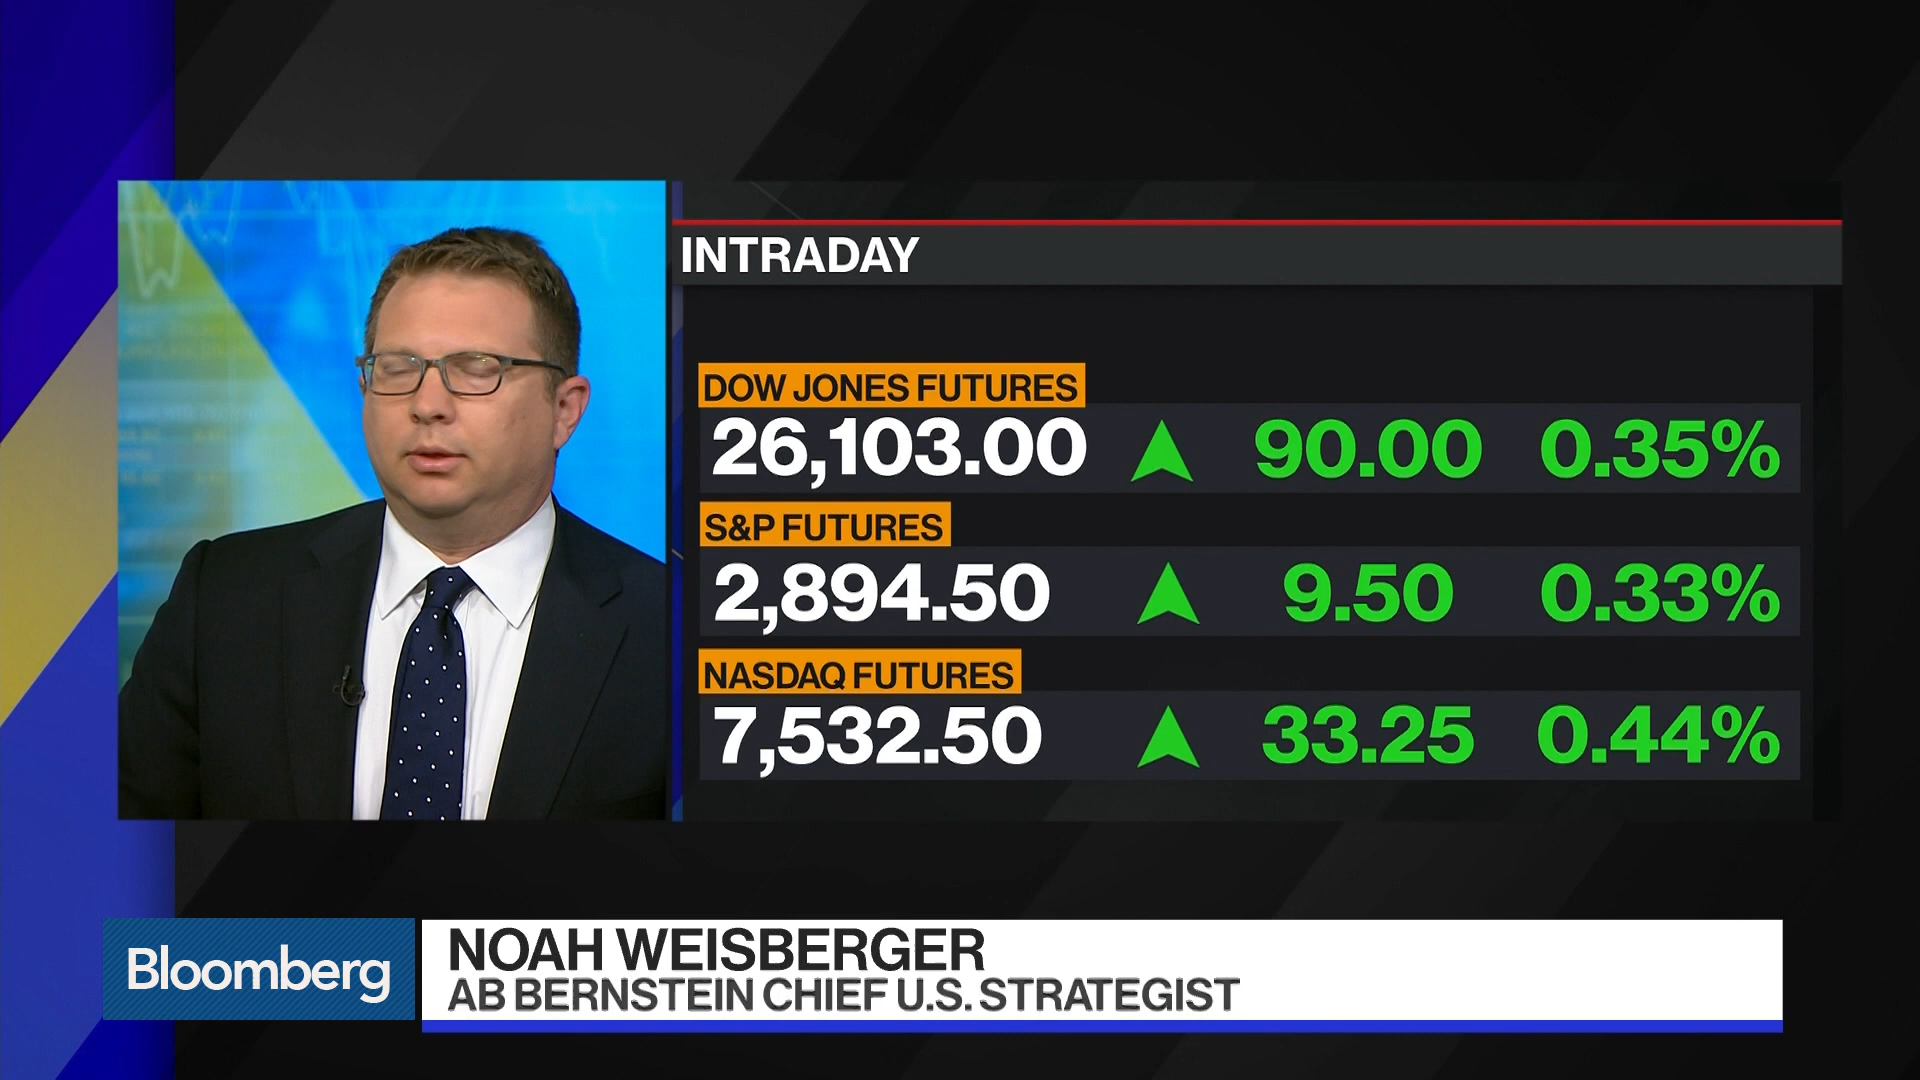 INTRADAY
DOW JONES FUTURES
26,103.00 90.00 0.35%
S&P FUTURES
2,894.50 9.50 0.33%
NASDAQ FUTURES
7,532.50 33.25 0.44%
Bloomberg
NOAH WEISBERGER
AB BERNSTEIN CHIEF U.S. STRATEGIST